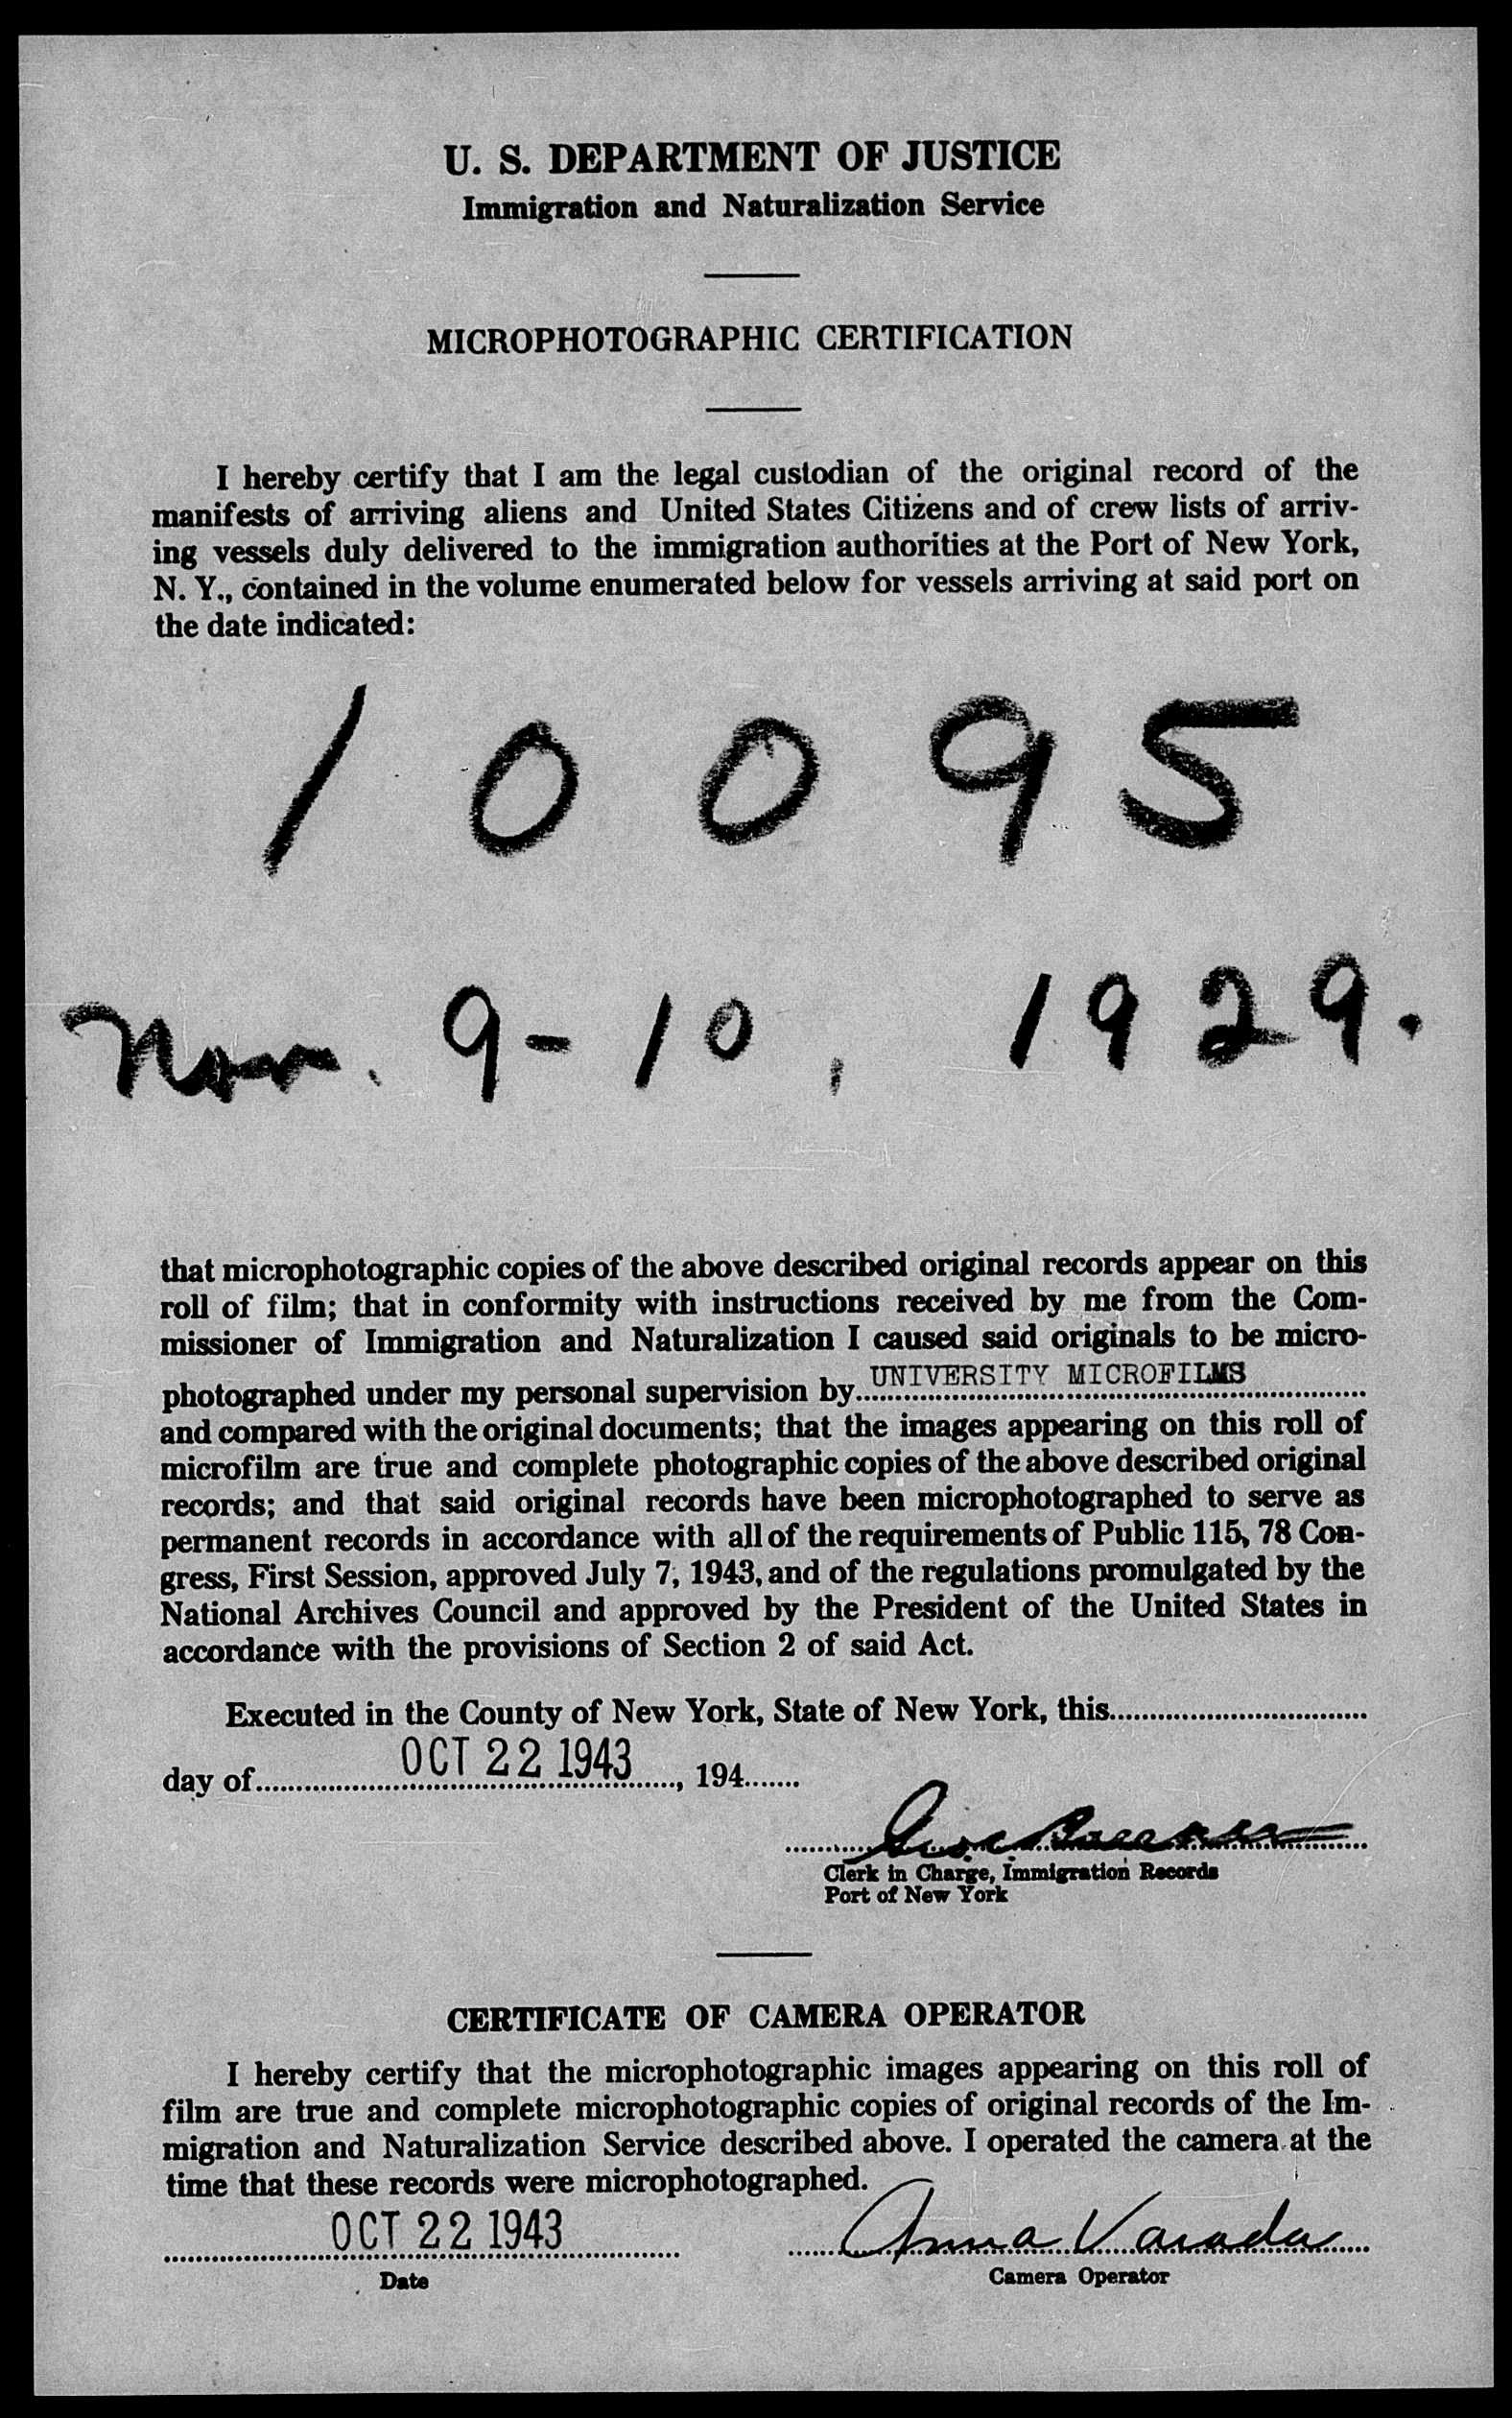 U. S. DEPARTMENT OF JUSTICE
Immigration and Naturalization Service
MICROPHOTOGRAPHIC CERTIFICATION
I hereby certify that I am the legal custodian of the original record of the
manifests of arriving aliens and United States Citizens and of crew lists of arriv-
ing vessels duly delivered to the immigration authorities at the Port of New York,
N. Y., contained in the volume enumerated below for vessels arriving at said port on
the date indicated:
10095
Nov. 9-10, 1929.
that microphotographic copies of the above described original records appear on this
roll of film; that in conformity with instructions received by me from the Com-
missioner of Immigration and Naturalization I caused said originals to be micro-
photographed under my personal supervision by UNIVERSITY MICROFILMS
and compared with the original documents; that the images appearing on this roll of
microfilm are true and complete photographic copies of the above described original
records; and that said original records have been microphotographed to serve as
permanent records in accordance with all of the requirements of Public 115, 78 Con-
gress, First Session, approved July 7, 1943, and of the regulations promulgated by the
National Archives Council and approved by the President of the United States in
accordance with the provisions of Section 2 of said Act.
Executed in the County of New York, State of New York, this
day of OCT 22 1943, 194
Clerk in Charge, Immigration Records
Port of New York
CERTIFICATE OF CAMERA OPERATOR
I hereby certify that the microphotographic images appearing on this roll of
film are true and complete microphotographic copies of original records of the Im-
migration and Naturalization Service described above. I operated the camera at the
time that these records were microphotographed.
OCT 22 1943 Anna Varada
Date Camera Operator